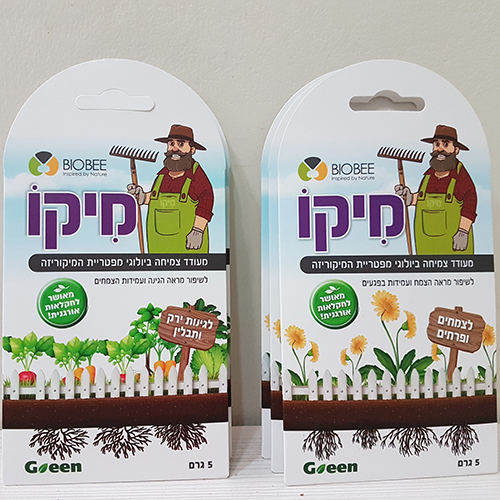 BIOBEE
Inspired by Nature
מיקו
מִיקוֹ
מעודד צמיחה ביולוגי מפטריית המיקוריזה
לשיפור מראה הגינה ועמידות הצמחים
מאושר
לחקלאות
אורגנית!
לגינות ירק
ותבלין
Green
5 גרם
BIOBEE
Inspired by Nature
מיקו
מִיקוֹ
מעודד צמיחה ביולוגי מפטריית המיקוריזה
לשיפור מראה הצמח ועמידות בפגעים
מאושר
לחקלאות
אורגנית!
לצמחים
ופרחים
Green
5 גרם